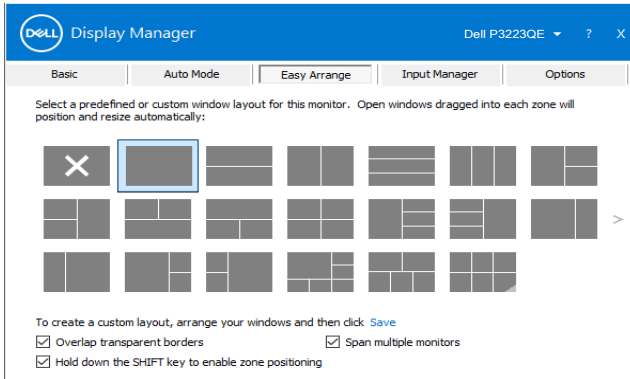 DELL Display Manager
Dell P3223QE ? X
Basic Auto Mode Easy Arrange Input Manager Options
Select a predefined or custom window layout for this monitor. Open windows dragged into each zone will
position and resize automatically:
>
To create a custom layout, arrange your windows and then click Save
Overlap transparent borders Span multiple monitors
Hold down the SHIFT key to enable zone positioning